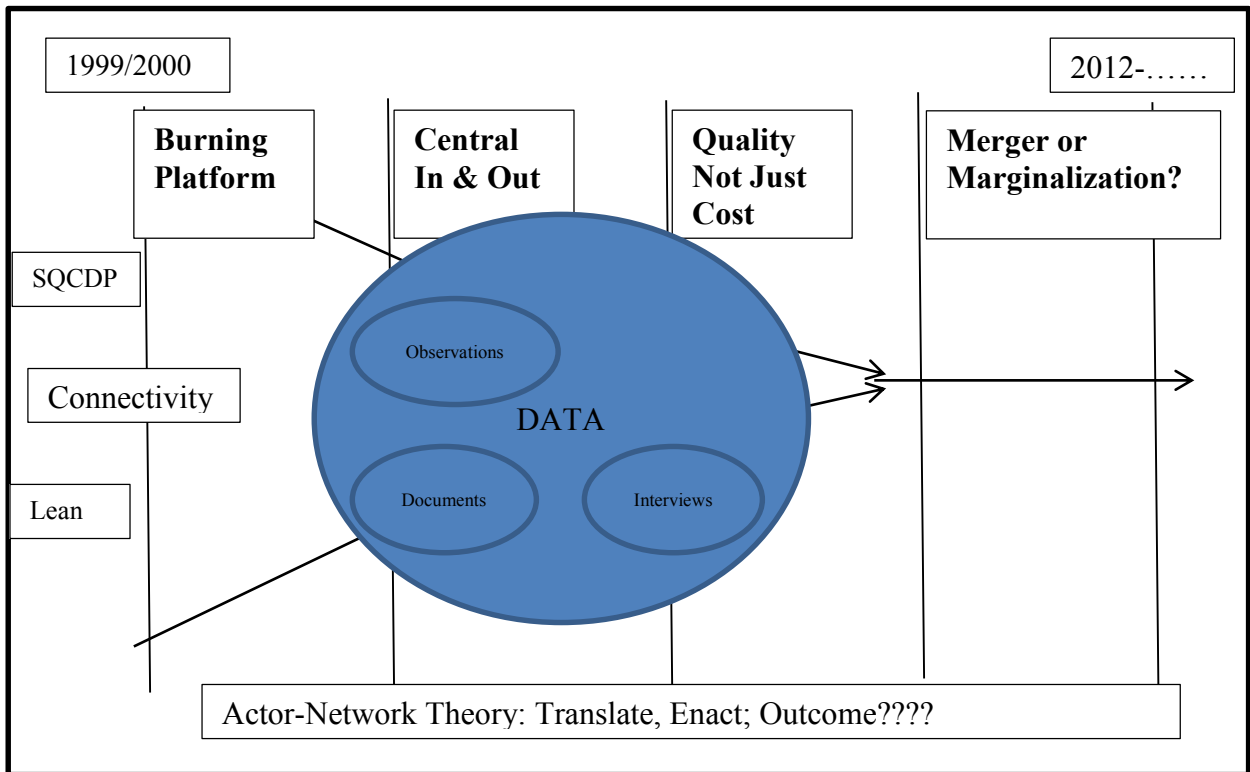 1999/2000
2012-......
Burning
Platform
Central
In & Out
Quality
Not Just
Cost
Merger or
Marginalization?
SQCDP
Connectivity
Lean
Observations
DATA
Documents
Interviews
Actor-Network Theory: Translate, Enact; Outcome????